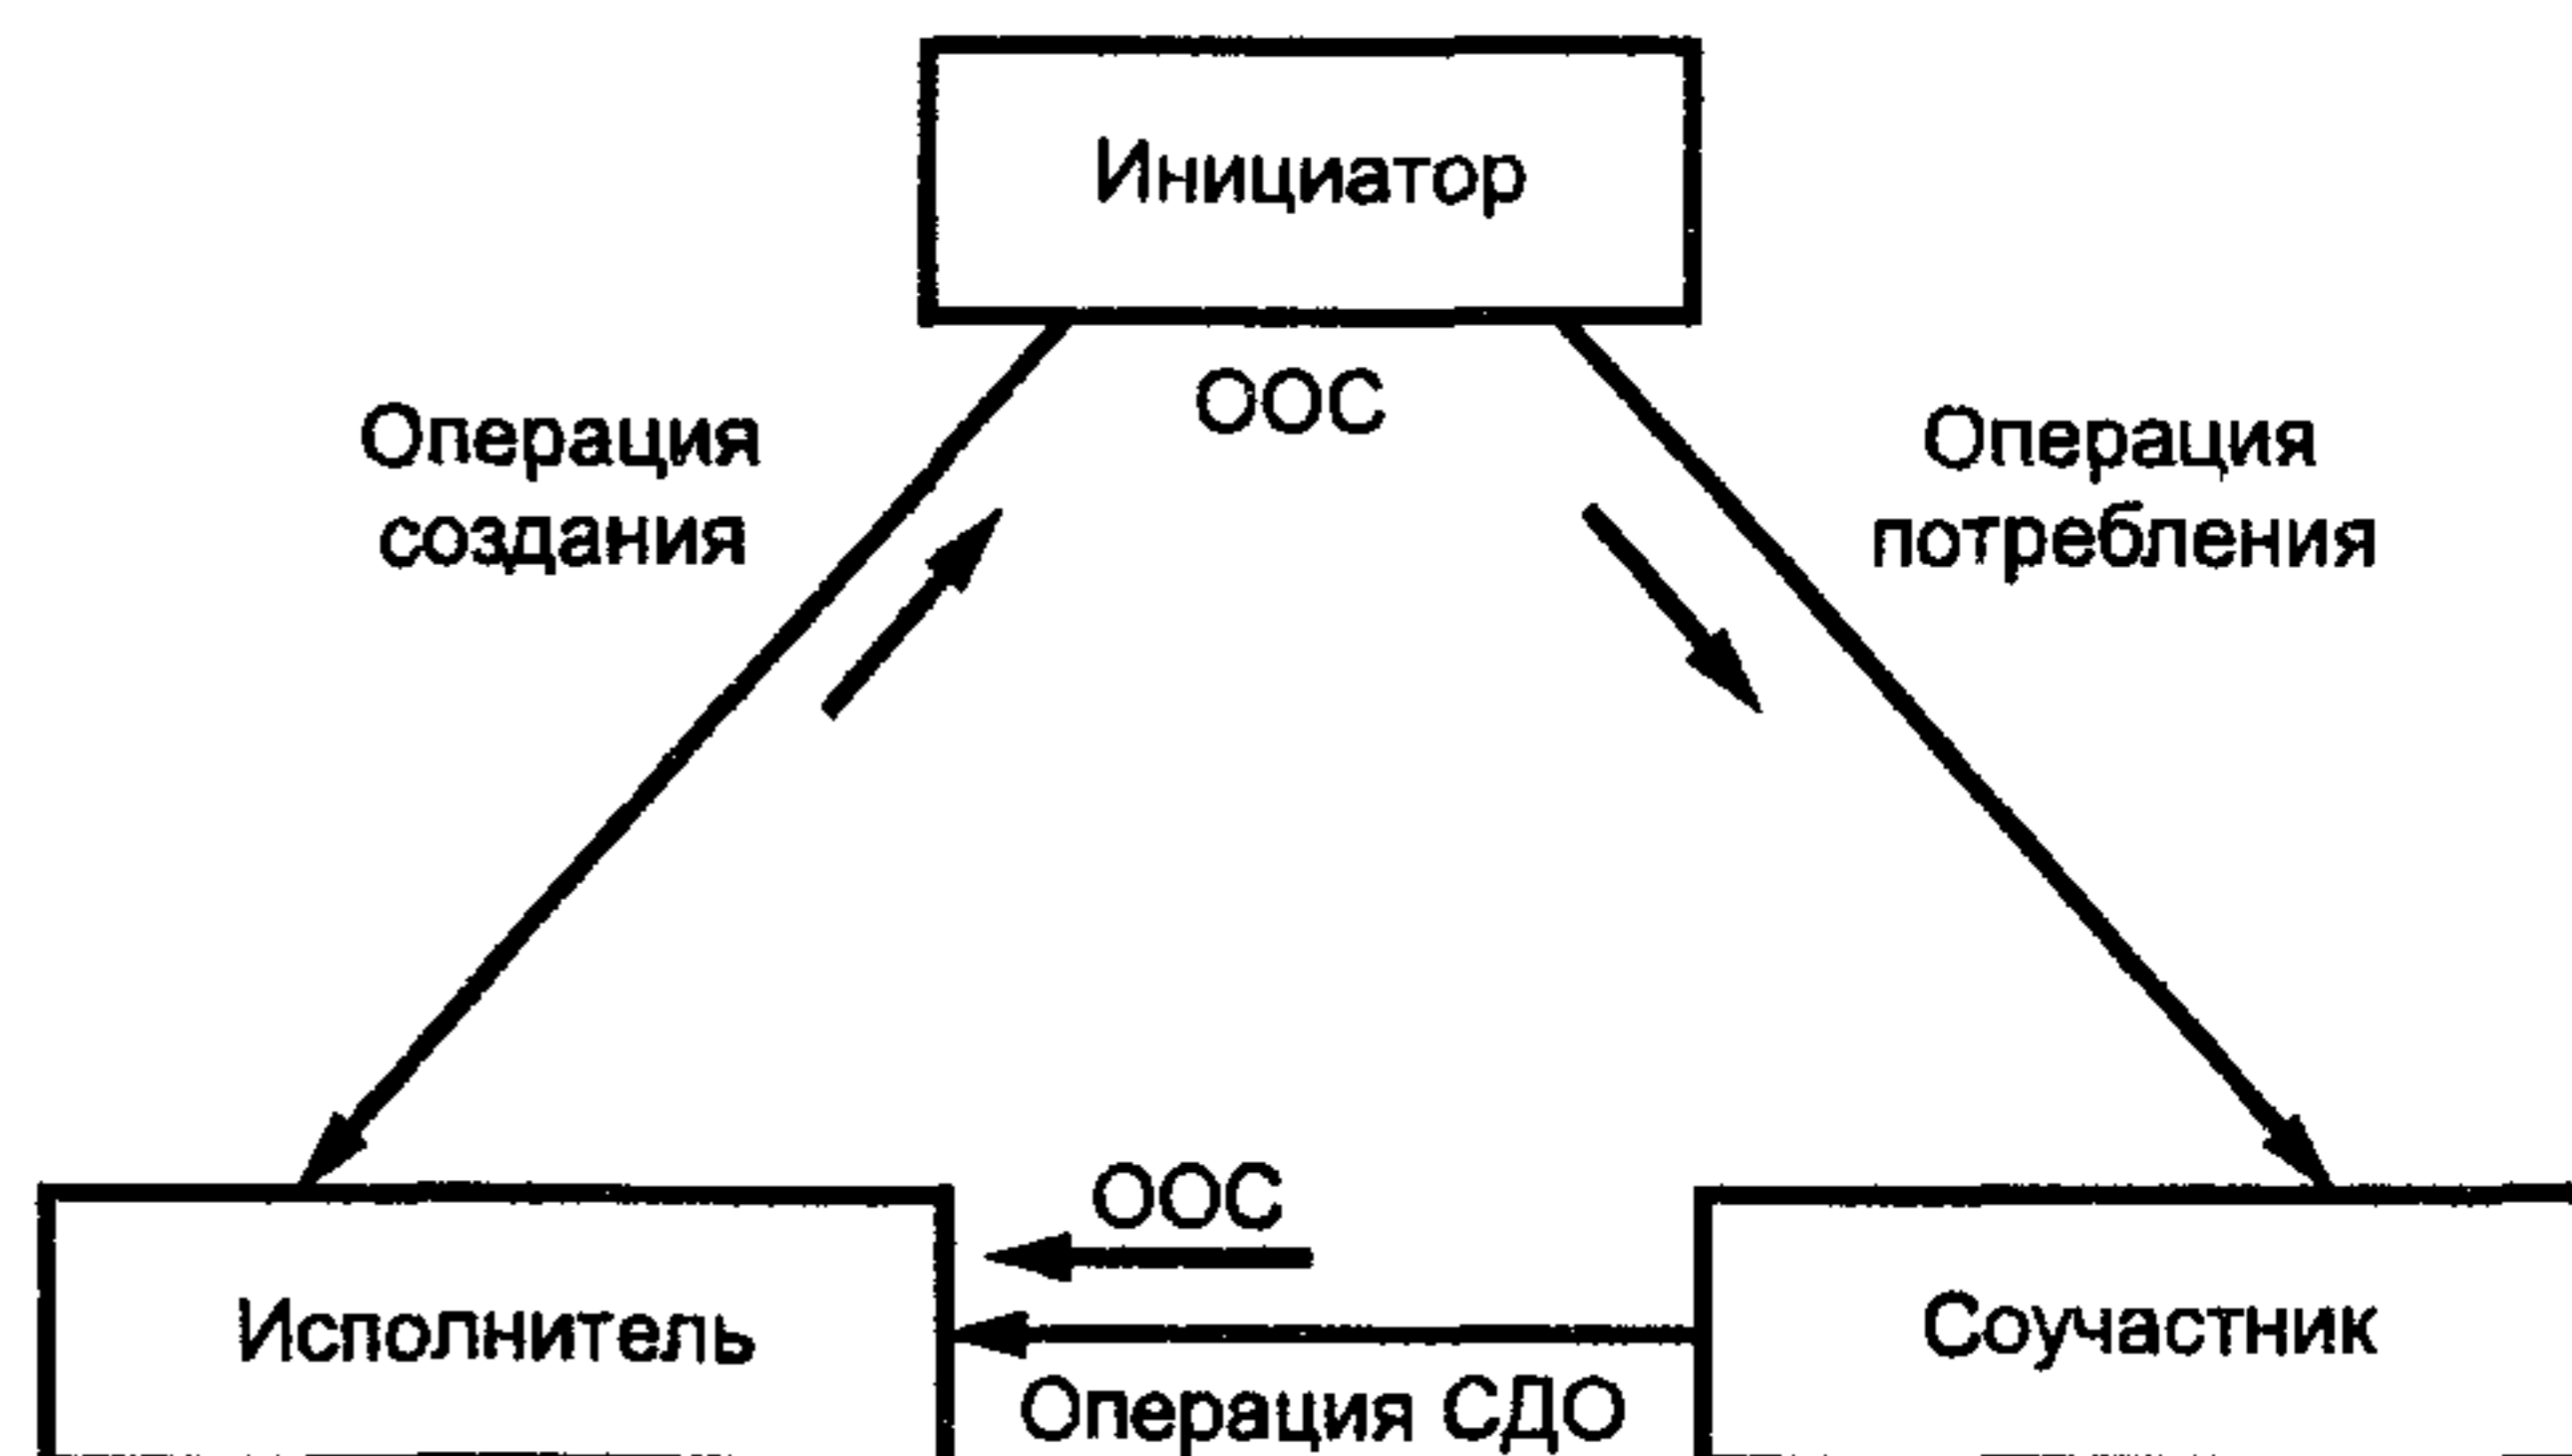 Инициатор
ООС
Операция
создания
Операция
потребления
ООС
Исполнитель
Соучастник
Операция СДО